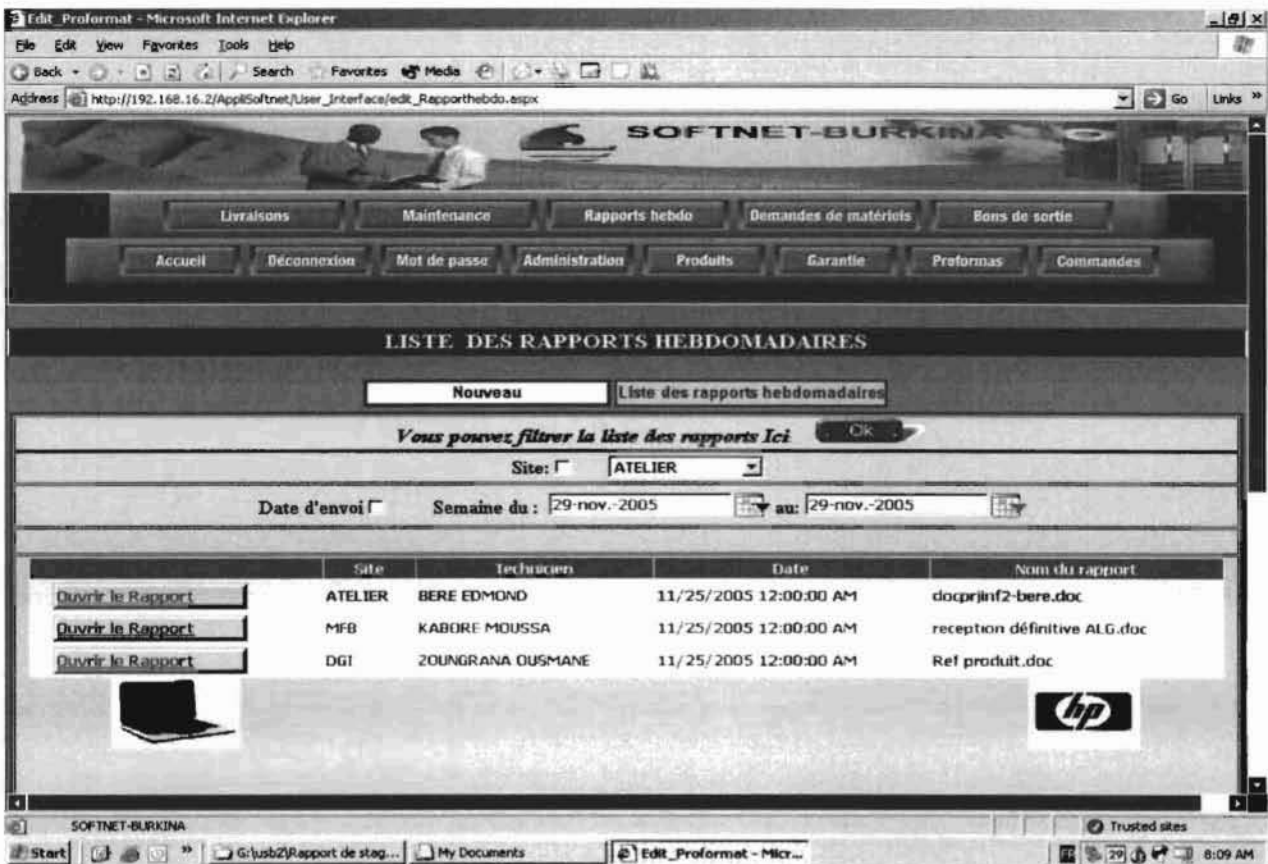 Edit_Proformat - Microsoft Internet Explorer
File Edit View Favorites Tools Help
Back Search Favorites Media
Address http://192.168.16.2/AppliSoftnet/User_Interface/edit_Rapporthebdo.aspx Go Links »
SOFTNET-BURKINA
Livraisons Maintenance Rapports hebdo Demandes de matériels Bons de sortie
Accueil Déconnexion Mot de passe Administration Produits Garantie Proformas Commandes
LISTE DES RAPPORTS HEBDOMADAIRES
Nouveau Liste des rapports hebdomadaires
Vous pouvez filtrer la liste des rapports Ici Ok
Site: ATELIER
Date d'envoi Semaine du : 29-nov.-2005 au: 29-nov.-2005
Site Technicien Date Nom du rapport
Ouvrir le Rapport ATELIER BERE EDMOND 11/25/2005 12:00:00 AM docprjinf2-bere.doc
Ouvrir le Rapport MFB KABORE MOUSSA 11/25/2005 12:00:00 AM reception définitive ALG.doc
Ouvrir le Rapport DGI ZOUNGRANA OUSMANE 11/25/2005 12:00:00 AM Ref produit.doc
hp
SOFTNET-BURKINA Trusted sites
Start » G:\usb2\Rapport de stag... My Documents Edit_Proformat - Micr... 29 8:09 AM